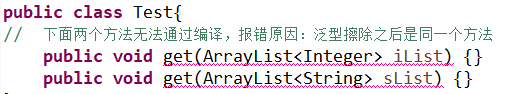 public class Test{
// 下面两个方法无法通过编译，报错原因：泛型擦除之后是同一个方法
public void get(ArrayList<Integer> iList) {}
public void get(ArrayList<String> sList) {}